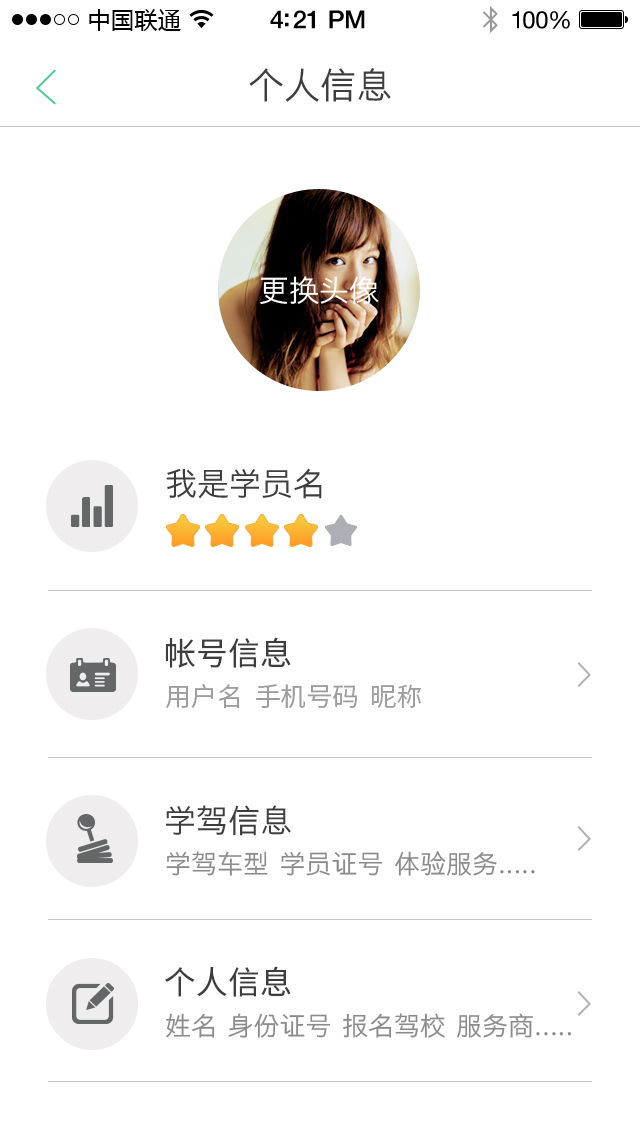 中国联通 4:21 PM 100%
个人信息
更换头像
我是学员名
帐号信息
用户名 手机号码 昵称
学驾信息
学驾车型 学员证号 体验服务.....
个人信息
姓名 身份证号 报名驾校 服务商.....